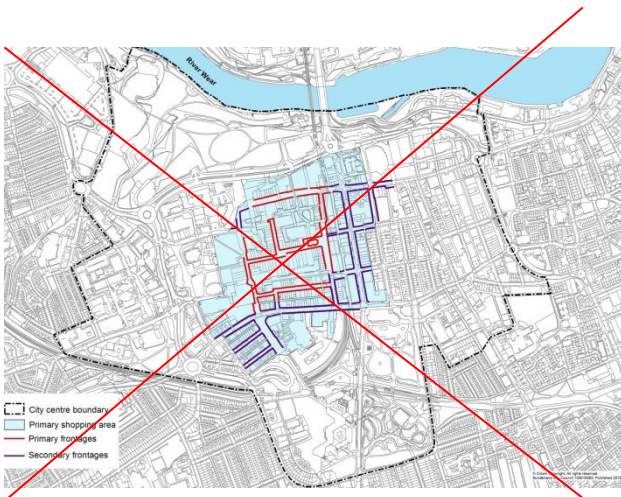 River Wear
City centre boundary
Primary shopping area
Primary frontages
Secondary frontages